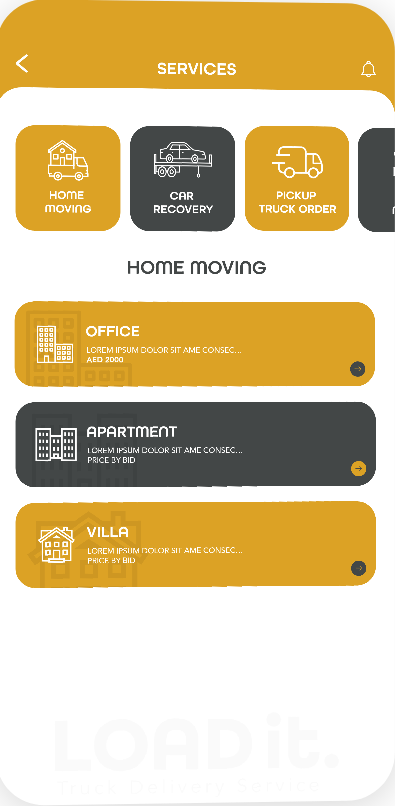 SERVICES
HOME
MOVING
CAR
RECOVERY
PICKUP
TRUCK ORDER
HOME MOVING
OFFICE
LOREM IPSUM DOLOR SIT AME CONSEC...
AED 2000
APARTMENT
LOREM IPSUM DOLOR SIT AME CONSEC...
PRICE BY BID
VILLA
LOREM IPSUM DOLOR SIT AME CONSEC...
PRICE BY BID
LOAD it.
Truck Delivery Service